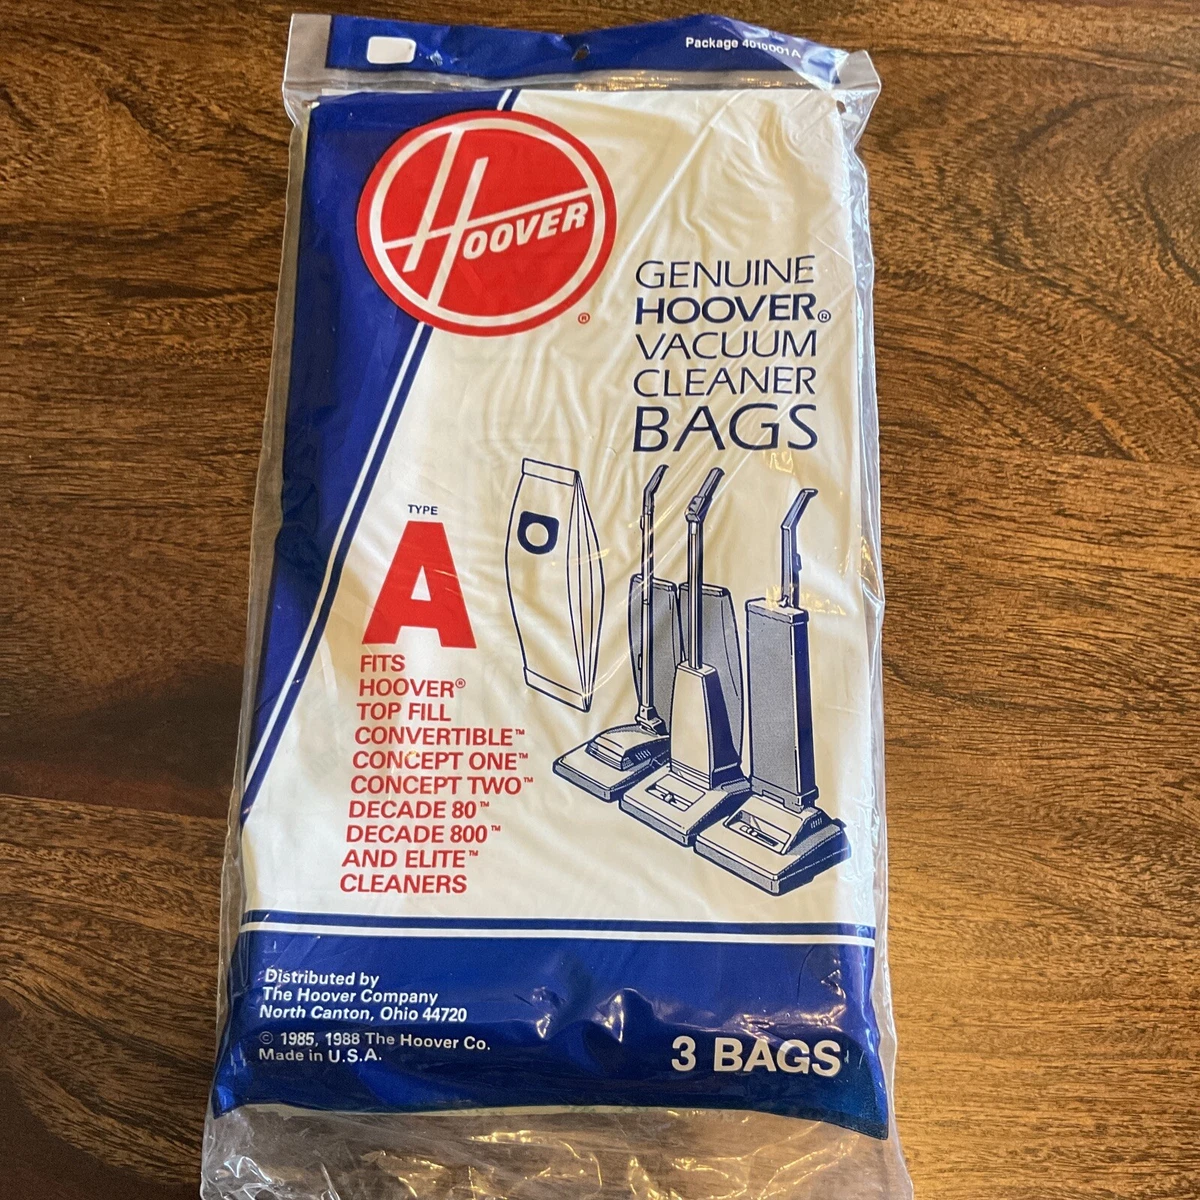 Package 4010001A
HOOVER
®
GENUINE
HOOVER®
VACUUM
CLEANER
BAGS
TYPE
A
FITS
HOOVER®
TOP FILL
CONVERTIBLE™
CONCEPT ONE™
CONCEPT TWO™
DECADE 80™
DECADE 800™
AND ELITE™
CLEANERS
Distributed by
The Hoover Company
North Canton, Ohio 44720
© 1985, 1988 The Hoover Co.
Made in U.S.A.
3 BAGS